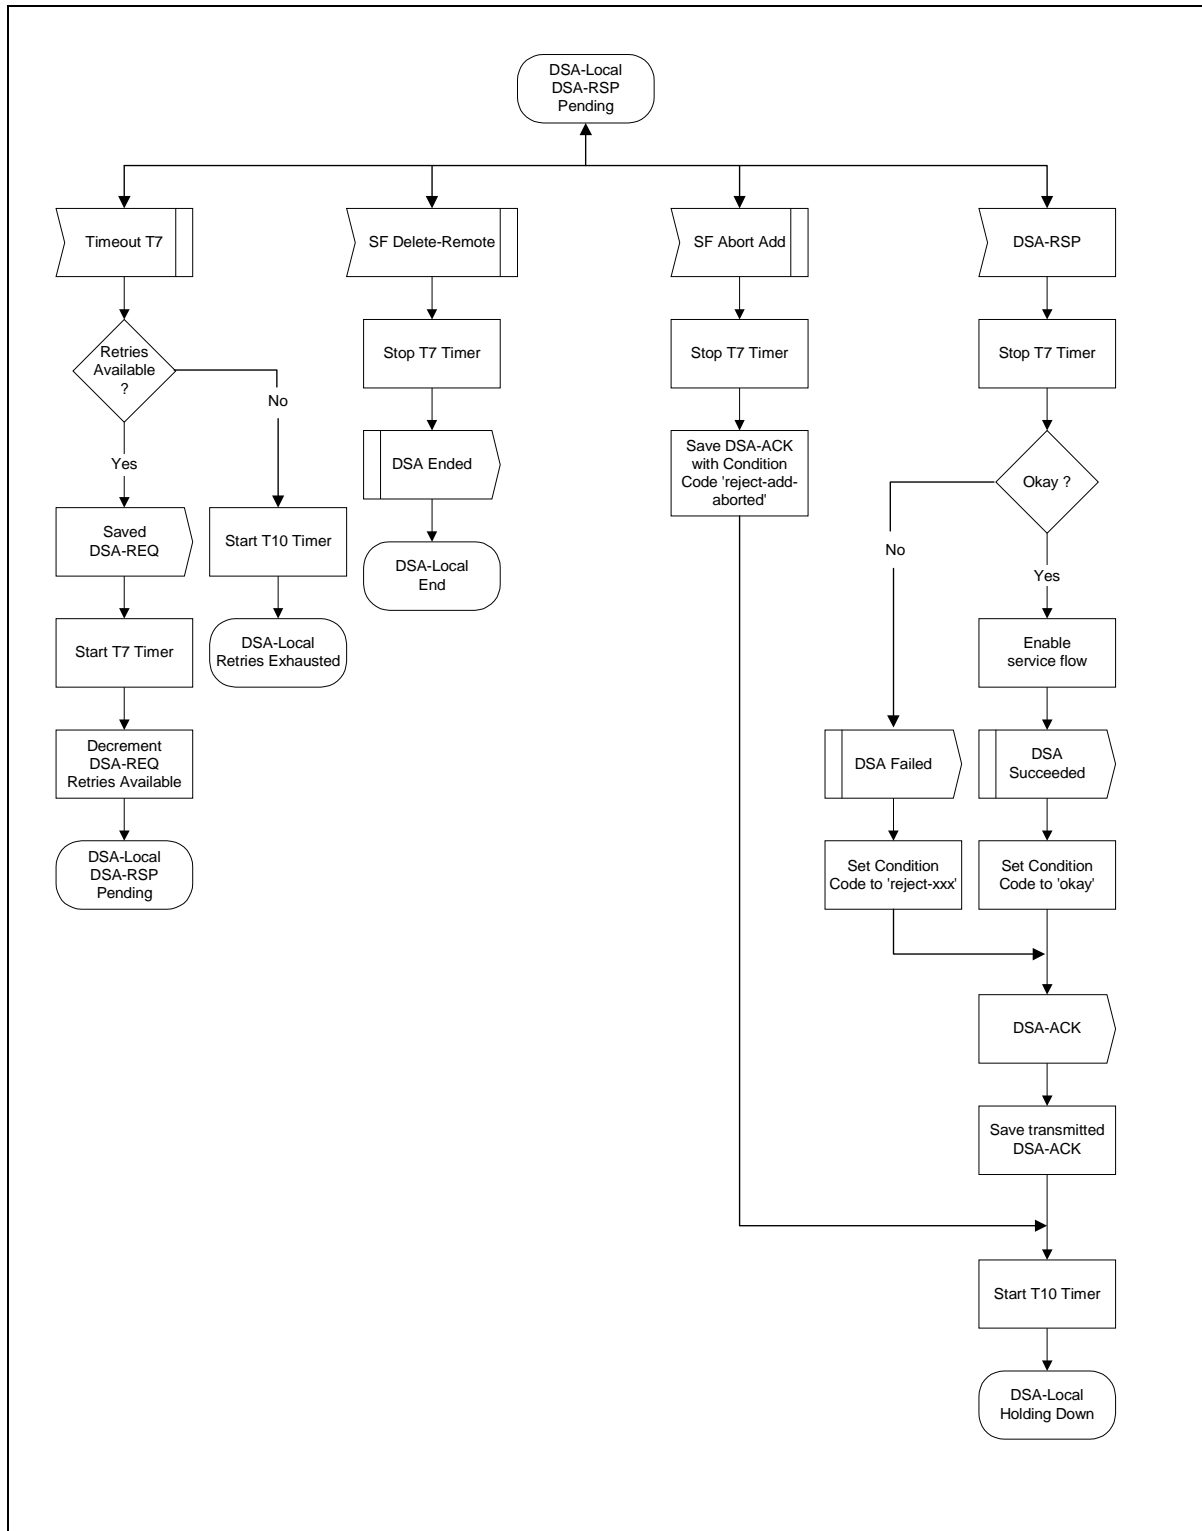 DSA-Local
DSA-RSP
Pending
Timeout T7
SF Delete-Remote
SF Abort Add
DSA-RSP
Retries
Available
?
No
Yes
Saved
DSA-REQ
Start T7 Timer
Decrement
DSA-REQ
Retries Available
DSA-Local
DSA-RSP
Pending
Start T10 Timer
DSA-Local
Retries Exhausted
Stop T7 Timer
DSA Ended
DSA-Local
End
Stop T7 Timer
Save DSA-ACK
with Condition
Code 'reject-add-
aborted'
Stop T7 Timer
Okay ?
No
Yes
DSA Failed
Set Condition
Code to 'reject-xxx'
Enable
service flow
DSA
Succeeded
Set Condition
Code to 'okay'
DSA-ACK
Save transmitted
DSA-ACK
Start T10 Timer
DSA-Local
Holding Down